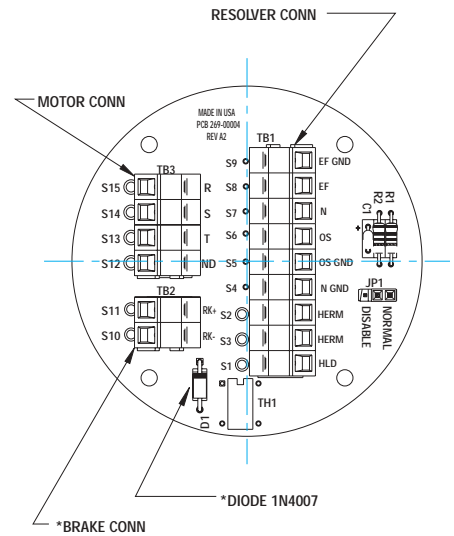 RESOLVER CONN
MOTOR CONN
MADE IN USA
PCB 269-00004
REV A2
TB1
TB3
S9 EF GND
S15 R S8 EF
S14 S S7 N
S13 T S6 OS
S12 ND S5 OS GND
S4 N GND
TB2
S11 RK+ S2 HERM
S10 RK- S3 HERM
S1 HLD
TH1
D1
R1
R2
C1
+
JP1
NORMAL
DISABLE
*DIODE 1N4007
*BRAKE CONN